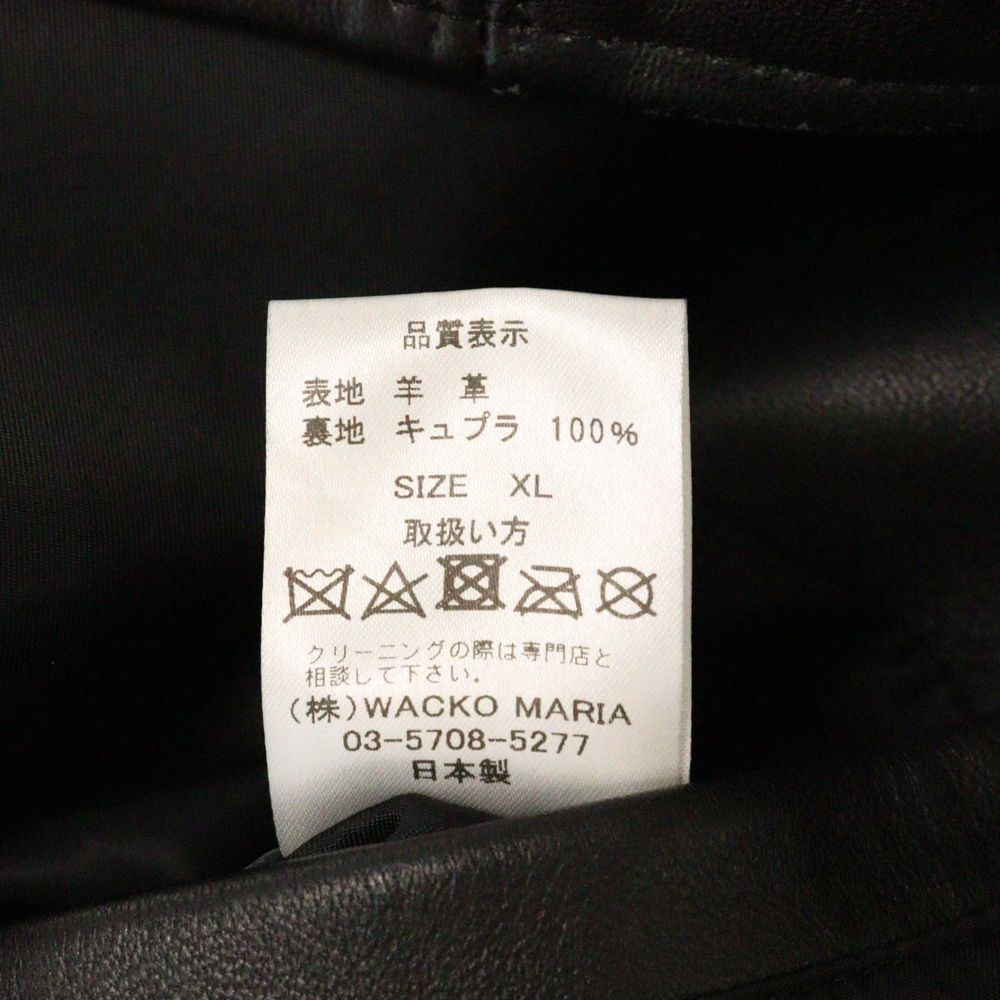 品質表示
表地 羊 革
裏地 キュプラ 100%
SIZE XL
取扱い方
クリーニングの際は専門店と
相談して下さい。
(株)WACKO MARIA
03-5708-5277
日本製